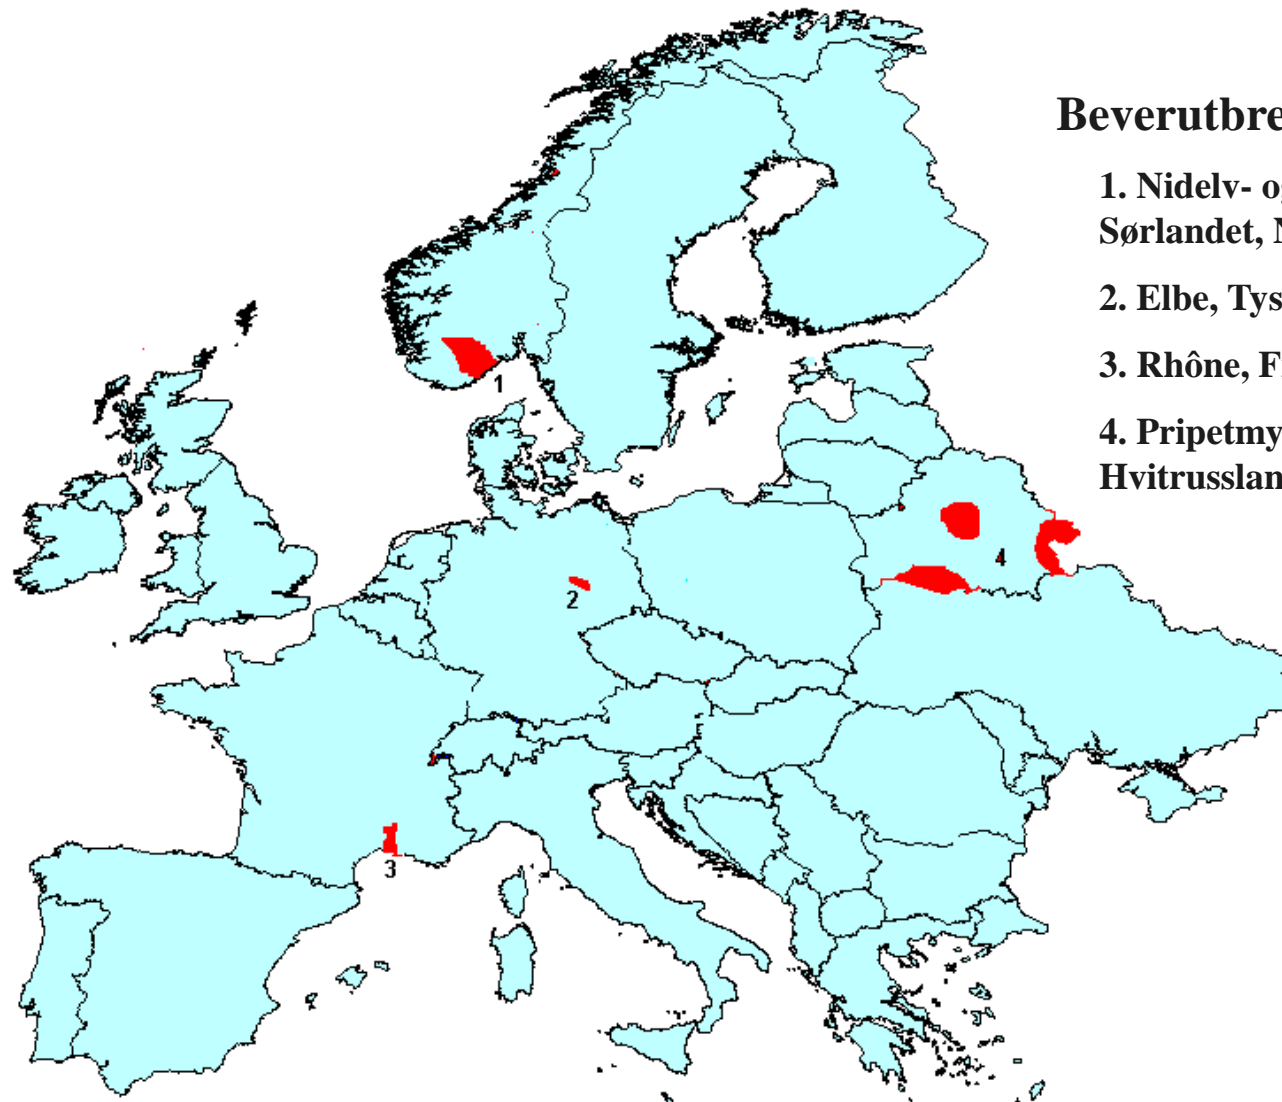 Beverutbre
1. Nidelv- o
Sørlandet, N
2. Elbe, Tys
3. Rhône, F
4. Pripetmy
Hvitrusslan
1
2
3
4